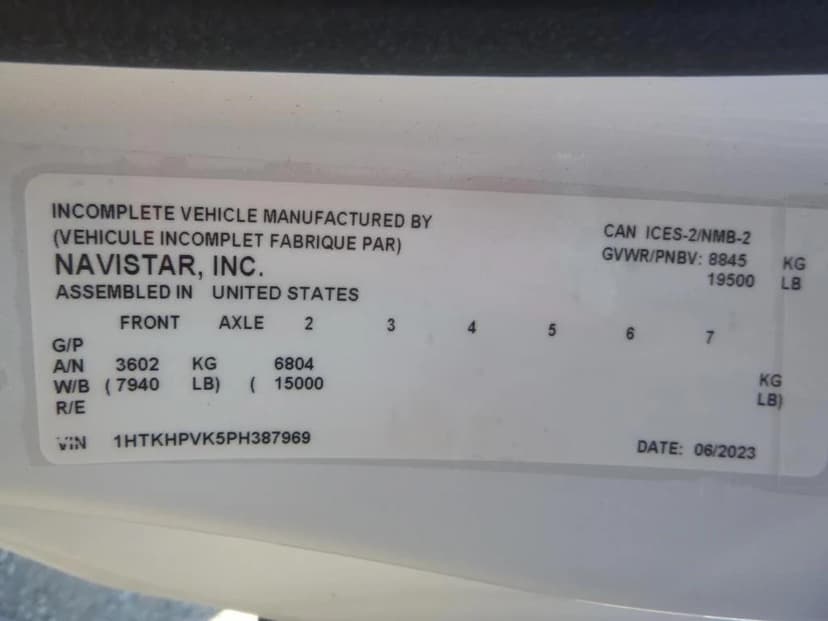 INCOMPLETE VEHICLE MANUFACTURED BY
(VEHICULE INCOMPLET FABRIQUE PAR)
NAVISTAR, INC.
ASSEMBLED IN UNITED STATES
CAN ICES-2/NMB-2
GVWR/PNBV: 8845 KG
19500 LB
FRONT AXLE 2 3 4 5 6 7
G/P
A/N 3602 KG 6804 KG
W/B (7940 LB) ( 15000 LB)
R/E
VIN 1HTKHPVK5PH387969
DATE: 06/2023